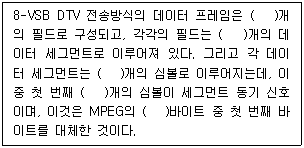 8-VSB DTV 전송방식의 데이터 프레임은 (   )개
의 필드로 구성되고, 각각의 필드는 (   )개의 데
이터 세그먼트로 이루어져 있다. 그리고 각 데이
터 세그먼트는 (   )개의 심볼로 이루어지는데, 이
중 첫 번째 (   )개의 심볼이 세그먼트 동기 신호
이며, 이것은 MPEG의 (   )바이트 중 첫 번째 바
이트를 대체한 것이다.